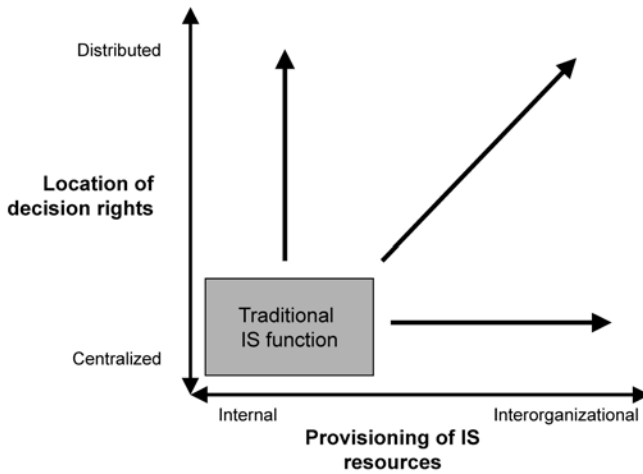 Distributed
Location of
decision rights
Traditional
IS function
Centralized
Internal
Interorganizational
Provisioning of IS
resources